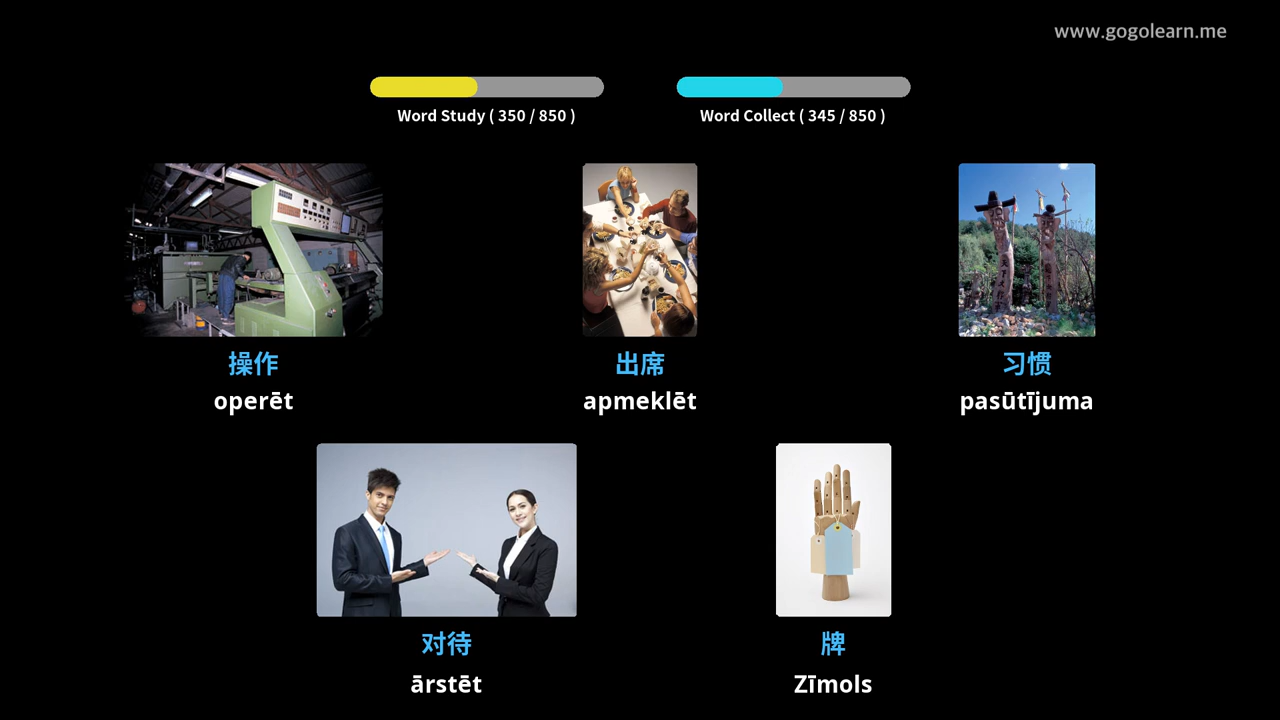 www.gogolearn.me
Word Study ( 350 / 850 )
Word Collect ( 345 / 850 )
操作
出席
习惯
operēt
apmeklēt
pasūtījuma
对待
牌
ārstēt
Zīmols